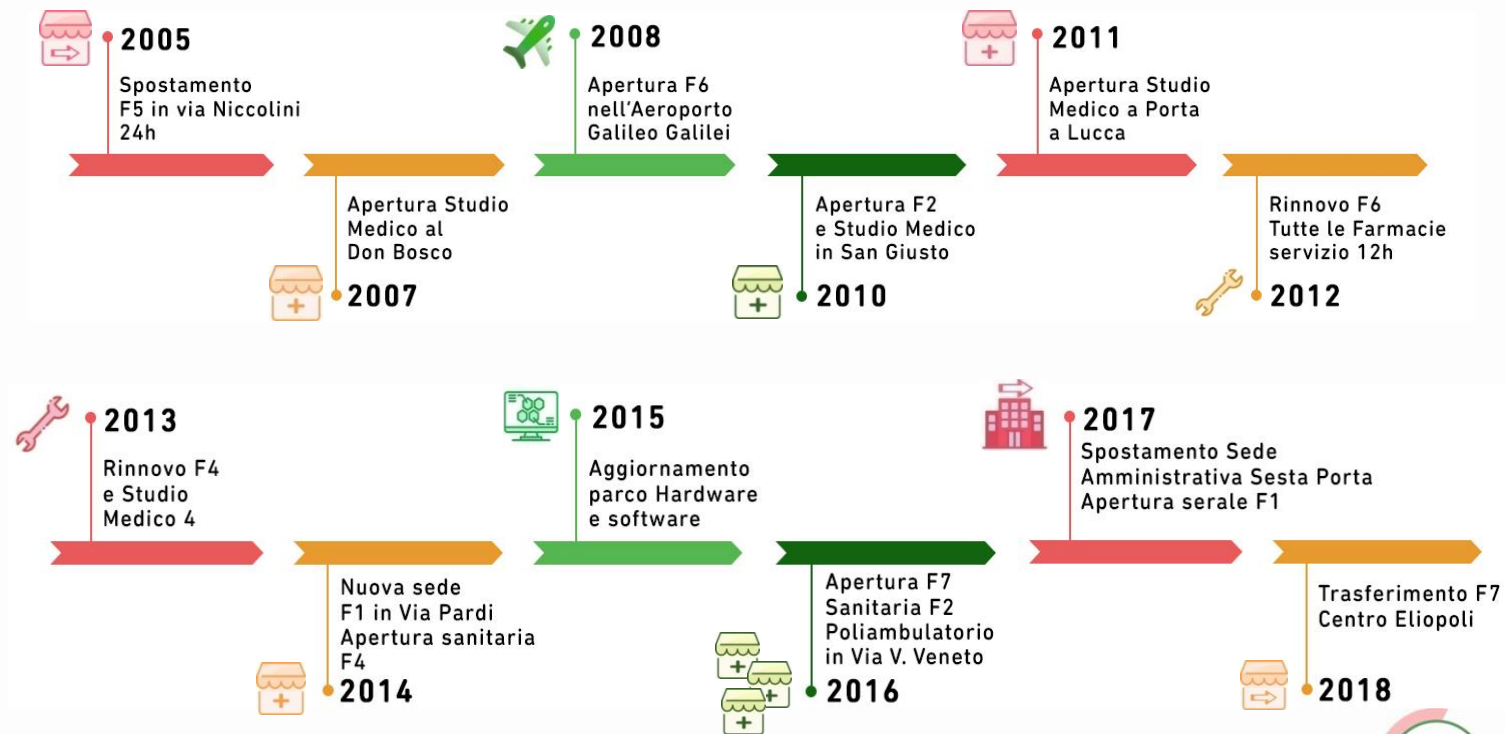 2005
Spostamento
F5 in via Niccolini
24h
Apertura Studio
Medico al
Don Bosco
2007
2008
Apertura F6
nell'Aeroporto
Galileo Galilei
Apertura F2
e Studio Medico
in San Giusto
2010
2011
Apertura Studio
Medico a Porta
a Lucca
Rinnovo F6
Tutte le Farmacie
servizio 12h
2012
2013
Rinnovo F4
e Studio
Medico 4
Nuova sede
F1 in Via Pardi
Apertura sanitaria
F4
2014
2015
Aggiornamento
parco Hardware
e software
Apertura F7
Sanitaria F2
Poliambulatorio
in Via V. Veneto
2016
2017
Spostamento Sede
Amministrativa Sesta Porta
Apertura serale F1
Trasferimento F7
Centro Eliopoli
2018